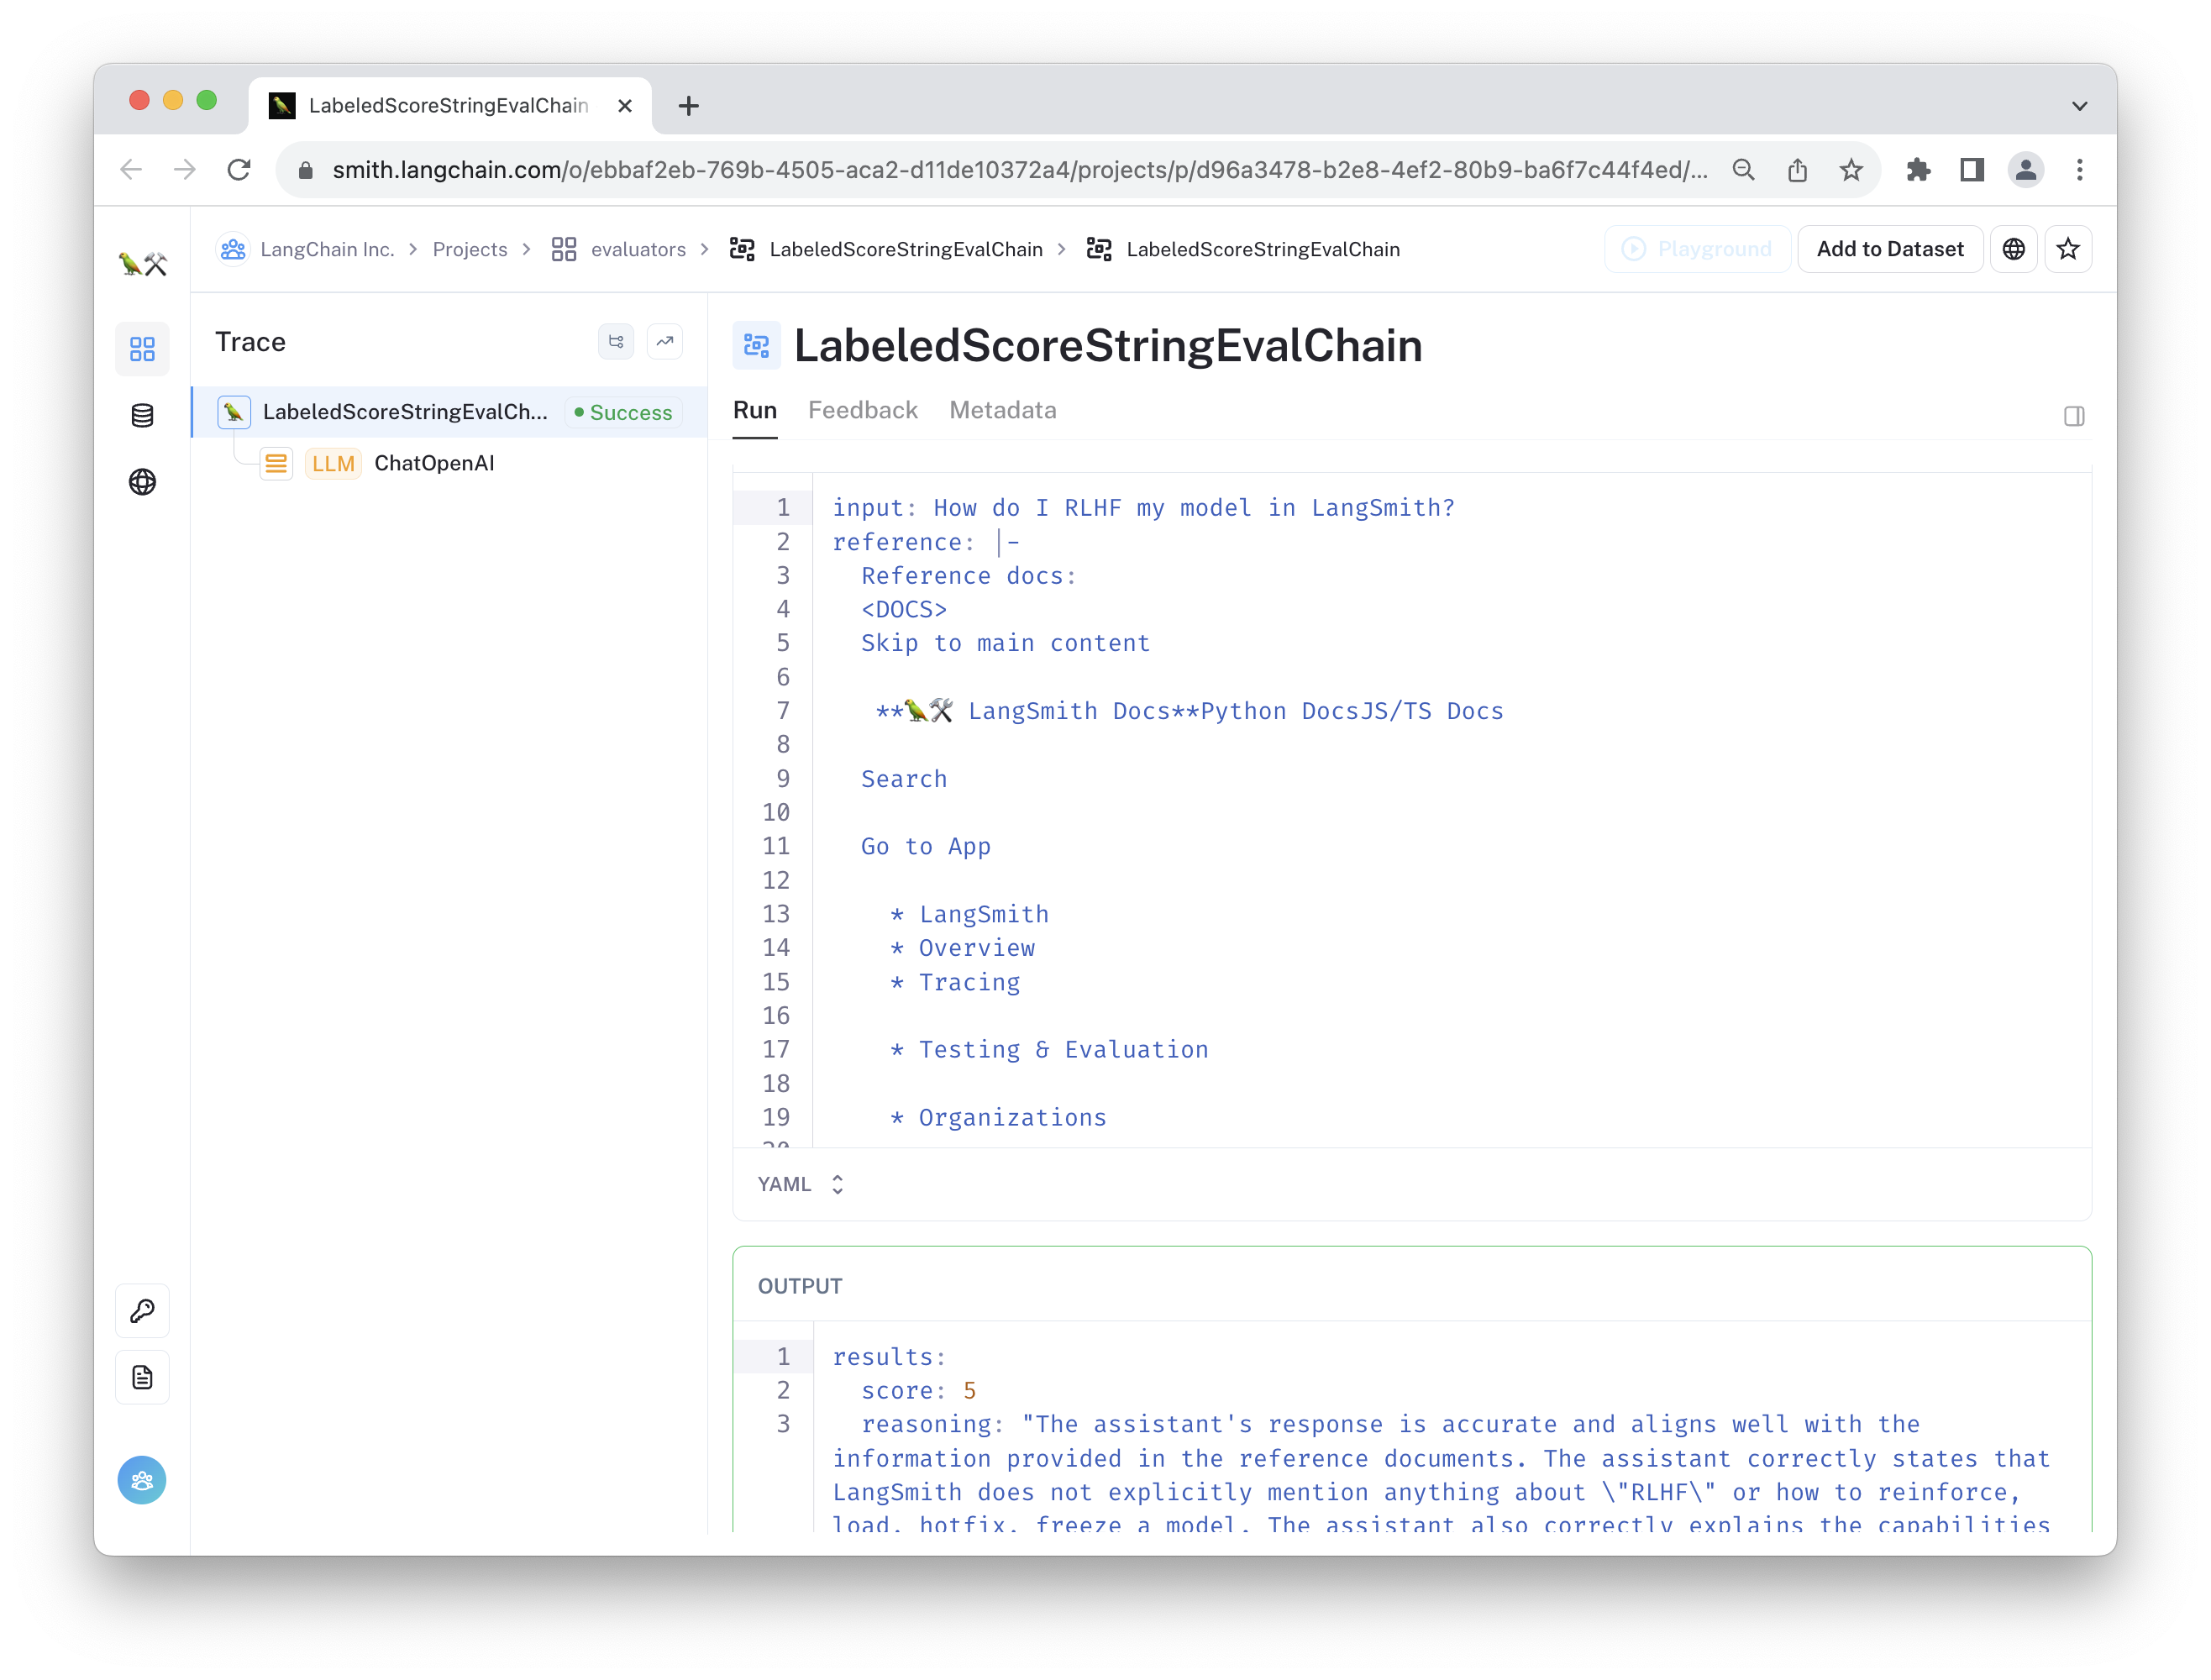 LabeledScoreStringEvalChain
smith.langchain.com/o/ebbaf2eb-769b-4505-aca2-d11de10372a4/projects/p/d96a3478-b2e8-4ef2-80b9-ba6f7c44f4ed/...
LangChain Inc. > Projects > evaluators > LabeledScoreStringEvalChain > LabeledScoreStringEvalChain
Playground
Add to Dataset
Trace
LabeledScoreStringEvalCh... Success
LLM ChatOpenAI
LabeledScoreStringEvalChain
Run Feedback Metadata
1 input: How do I RLHF my model in LangSmith?
2 reference: |-
3 Reference docs:
4 <DOCS>
5 Skip to main content
6
7 **🦜🛠️ LangSmith Docs**Python DocsJS/TS Docs
8
9 Search
10
11 Go to App
12
13 * LangSmith
14 * Overview
15 * Tracing
16
17 * Testing & Evaluation
18
19 * Organizations
20
YAML
OUTPUT
1 results:
2 score: 5
3 reasoning: "The assistant's response is accurate and aligns well with the
information provided in the reference documents. The assistant correctly states that
LangSmith does not explicitly mention anything about \"RLHF\" or how to reinforce,
load, hotfix, freeze a model. The assistant also correctly explains the capabilities